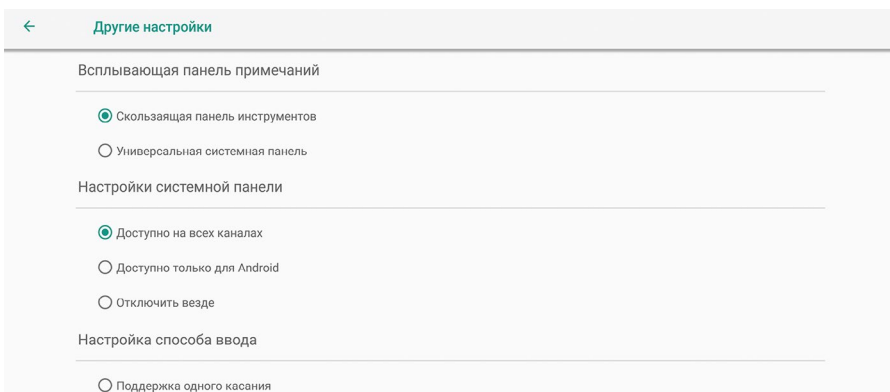 Другие настройки
Всплывающая панель примечаний
Скользаящая панель инструментов
Универсальная системная панель
Настройки системной панели
Доступно на всех каналах
Доступно только для Android
Отключить везде
Настройка способа ввода
Поддержка одного касания